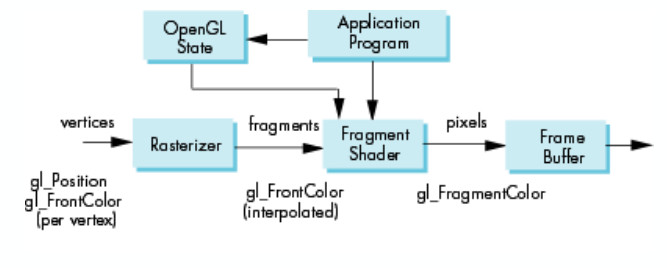 OpenGL
State
Application
Program
vertices
Rasterizer
fragments
Fragment
Shader
pixels
Frame
Buffer
gl_Position
gl_FrontColor
(per vertex)
gl_FrontColor
(interpolated)
gl_FragmentColor